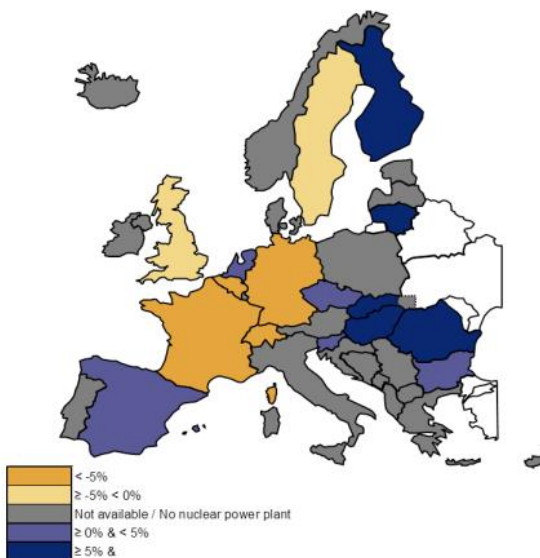 < -5%
≥ -5% < 0%
Not available / No nuclear power plant
≥ 0% & < 5%
≥ 5% &